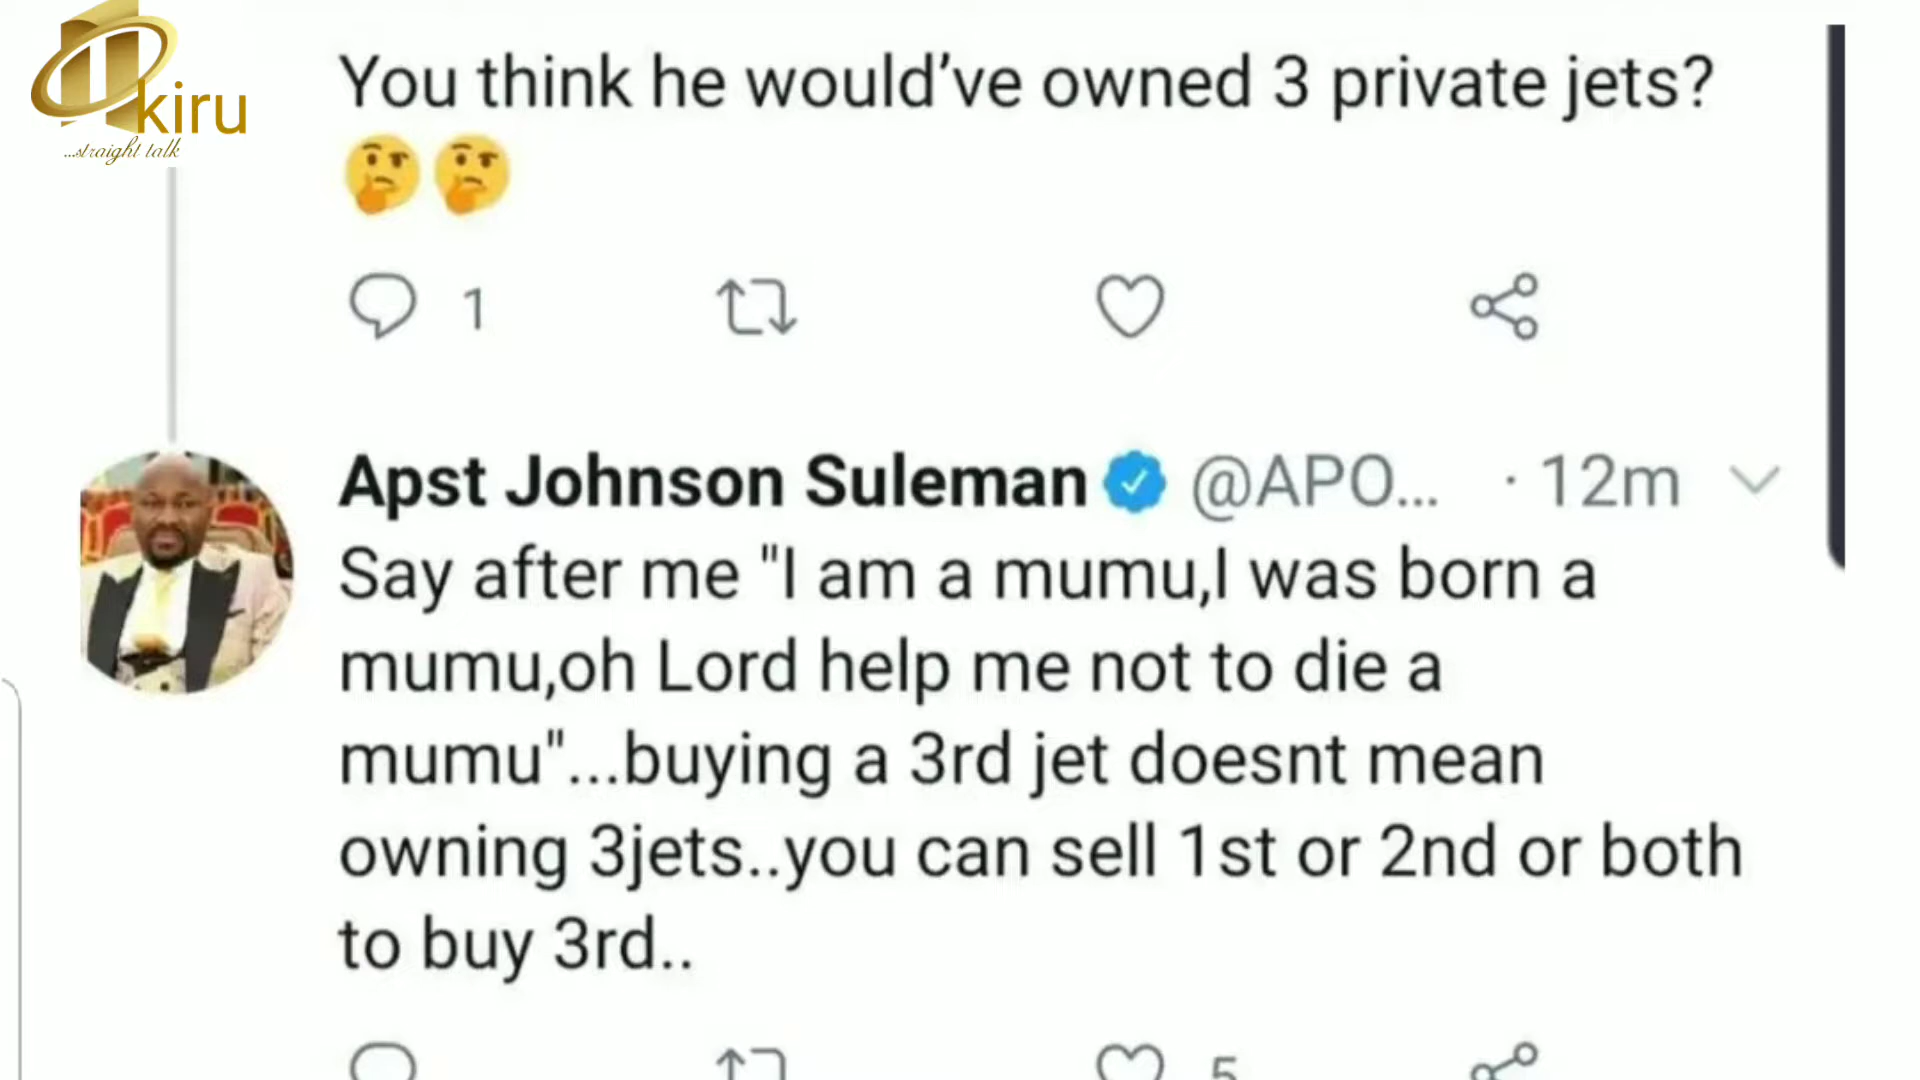 kiru
...straight talk
You think he would've owned 3 private jets?
🤔🤔
1
Apst Johnson Suleman @APO... · 12m
Say after me "I am a mumu,I was born a
mumu,oh Lord help me not to die a
mumu"...buying a 3rd jet doesnt mean
owning 3jets..you can sell 1st or 2nd or both
to buy 3rd..
5